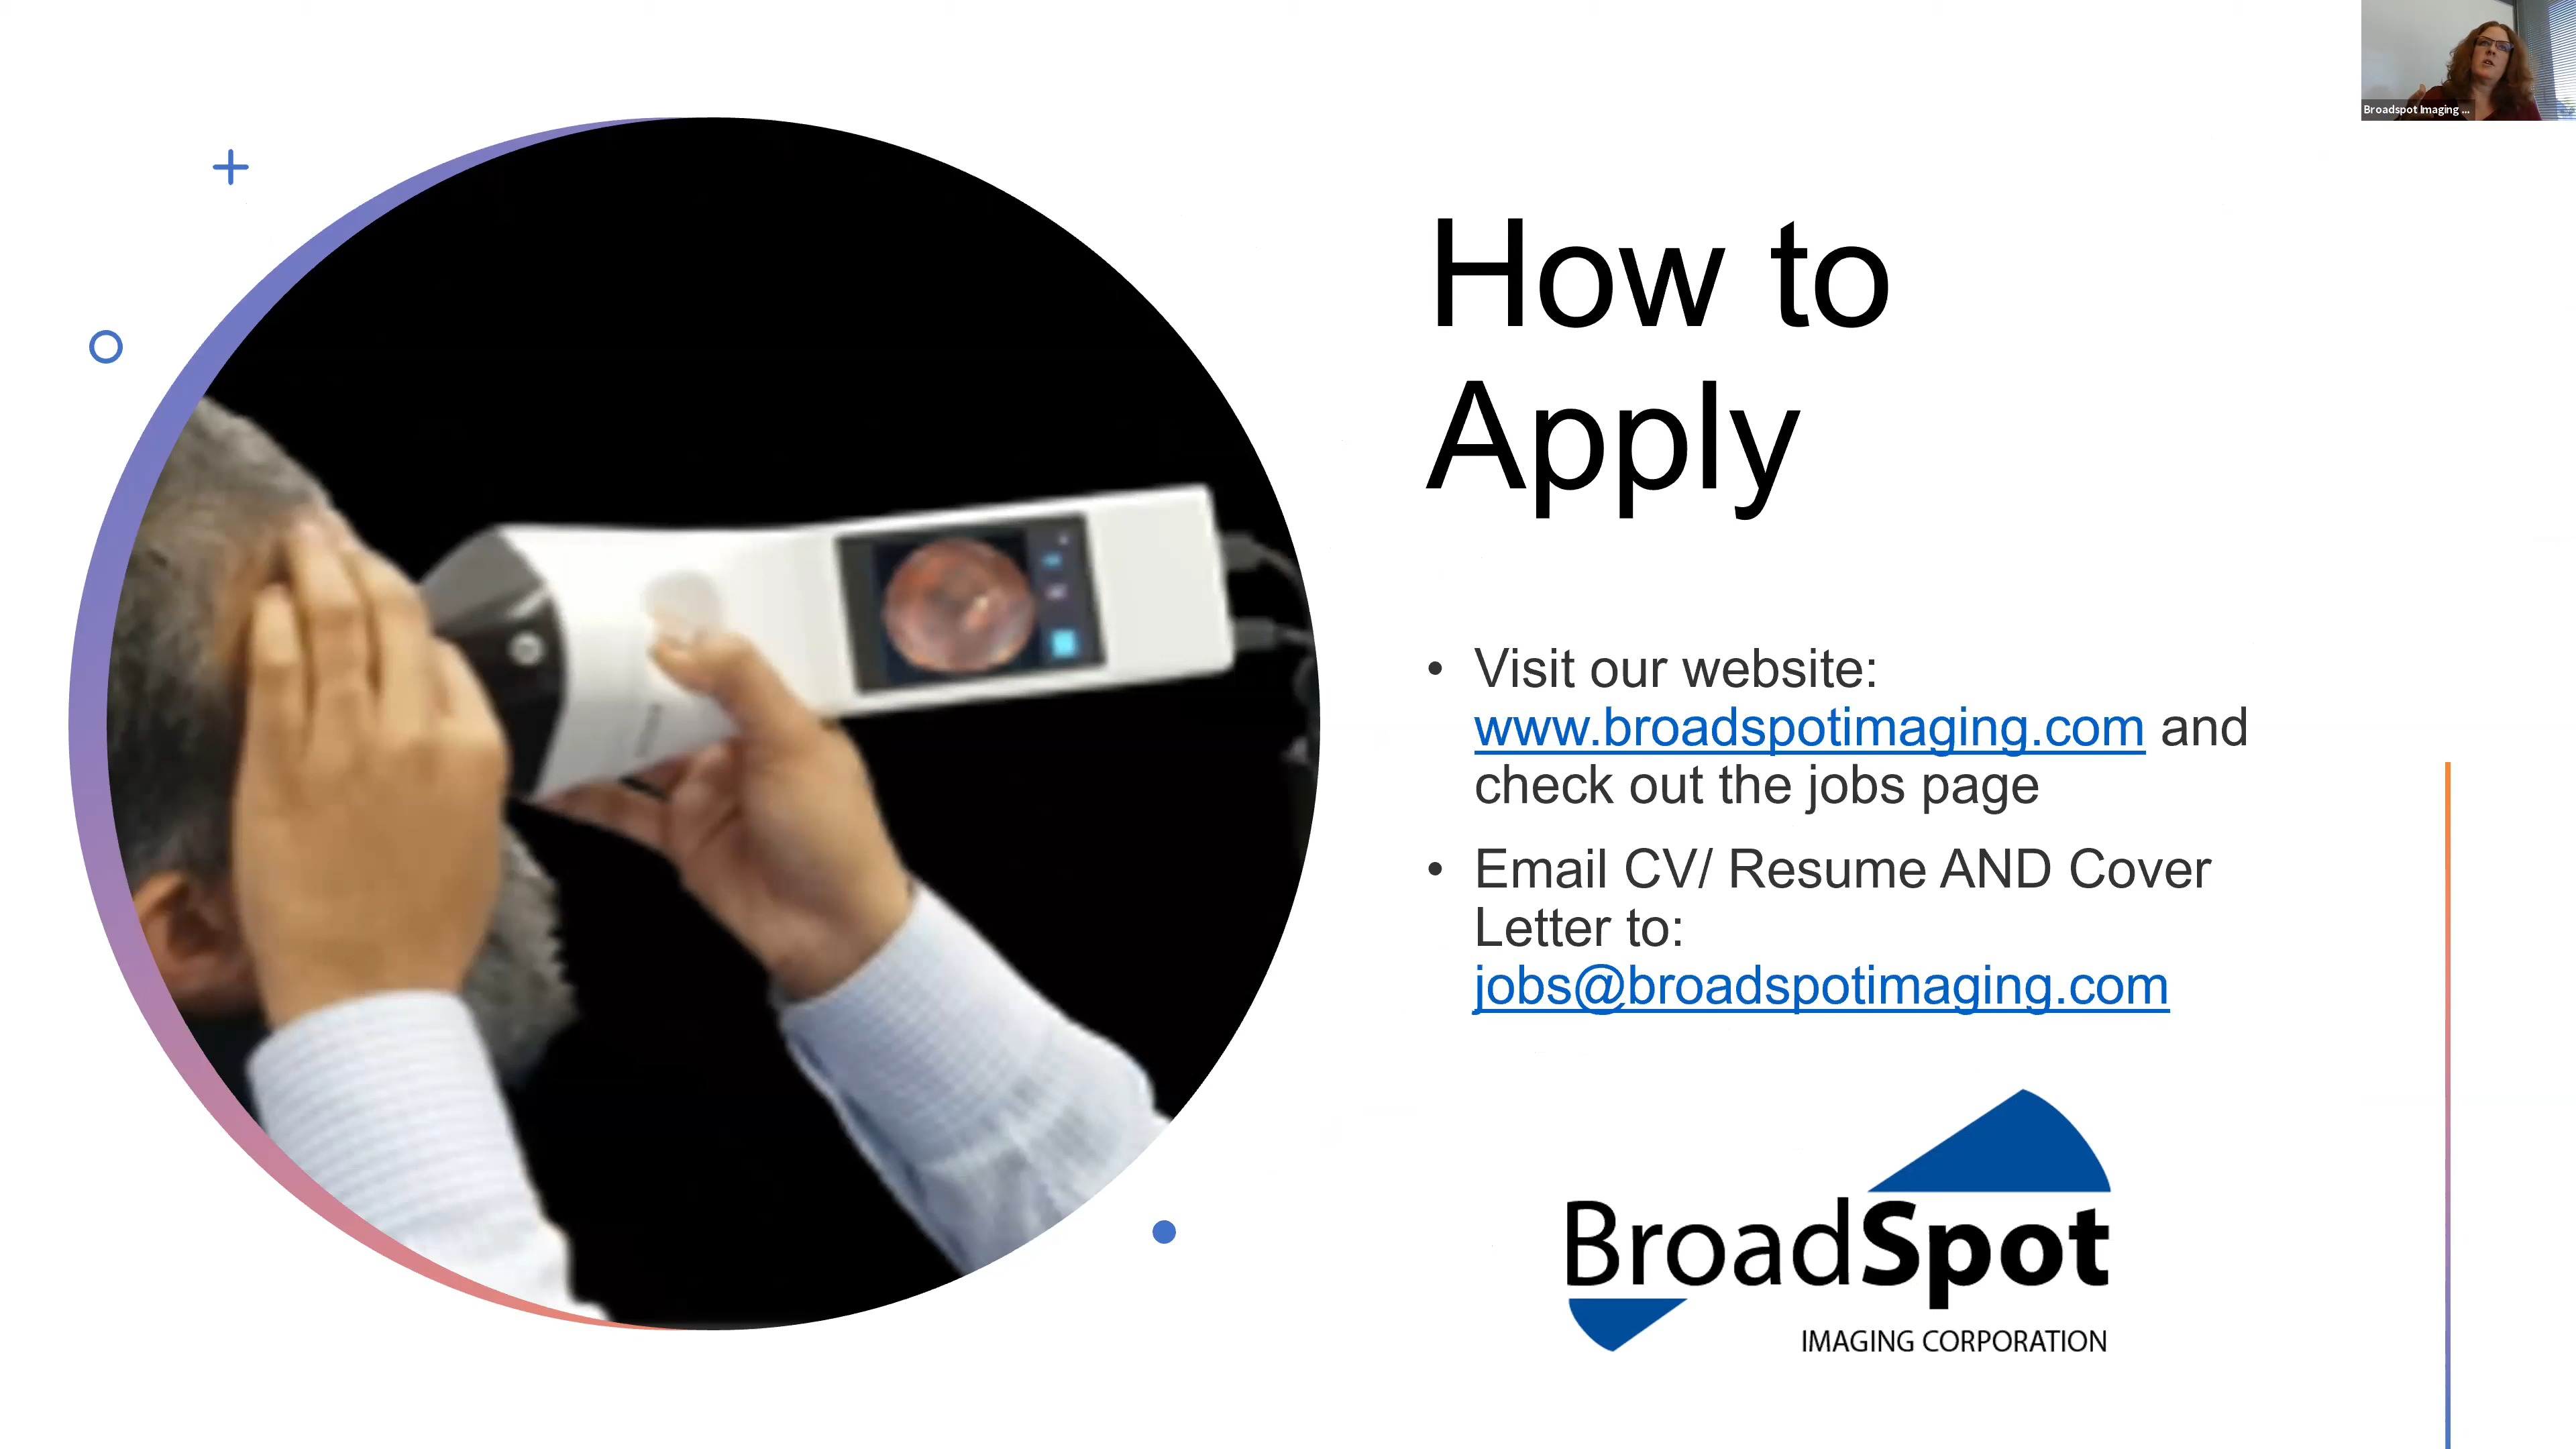 Broadspot Imaging ...
How to
Apply
• Visit our website:
www.broadspotimaging.com and
check out the jobs page
• Email CV/ Resume AND Cover
Letter to:
jobs@broadspotimaging.com
BroadSpot
IMAGING CORPORATION